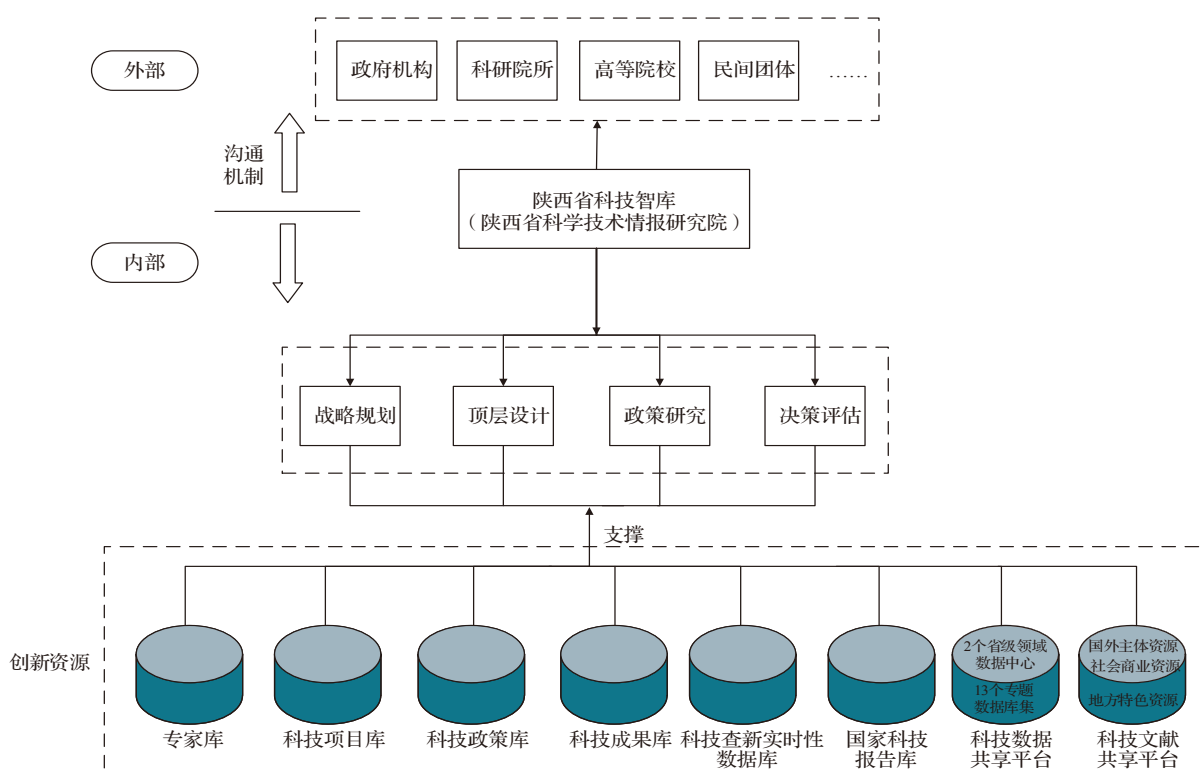 外部
政府机构
科研院所
高等院校
民间团体
……
沟通
机制
陕西省科技智库
（陕西省科学技术情报研究院）
内部
战略规划
顶层设计
政策研究
决策评估
支撑
创新资源
2个省级领域
数据中心
13个专题
数据库集
国外主体资源
社会商业资源
地方特色资源
专家库
科技项目库
科技政策库
科技成果库
科技查新实时性
数据库
国家科技
报告库
科技数据
共享平台
科技文献
共享平台